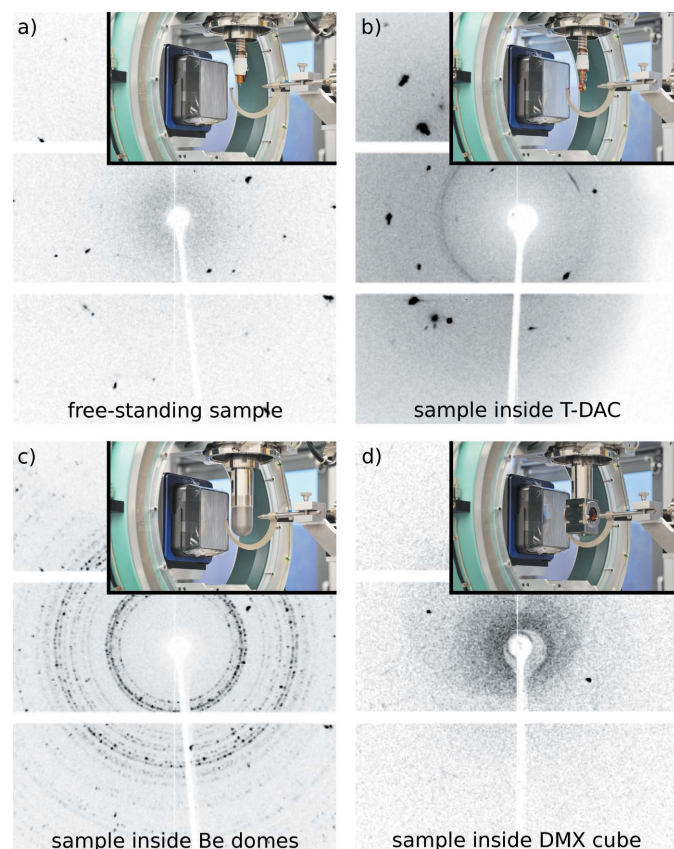 a)
b)
free-standing sample
sample inside T-DAC
c)
d)
sample inside Be domes
sample inside DMX cube